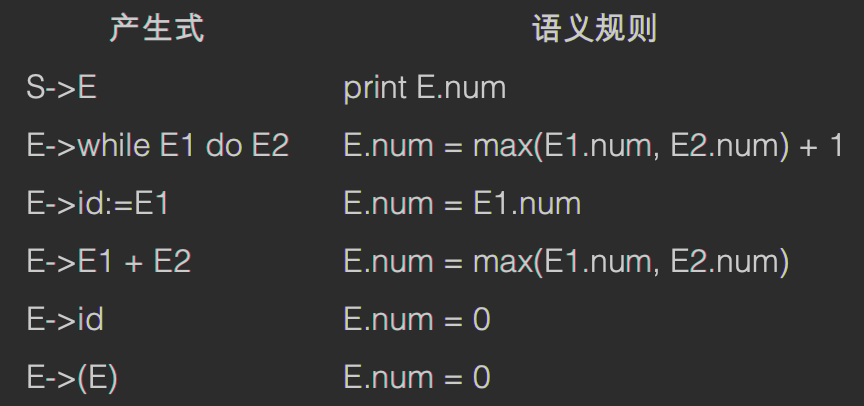 产生式 语义规则
S->E print E.num
E->while E1 do E2 E.num = max(E1.num, E2.num) + 1
E->id:=E1 E.num = E1.num
E->E1 + E2 E.num = max(E1.num, E2.num)
E->id E.num = 0
E->(E) E.num = 0